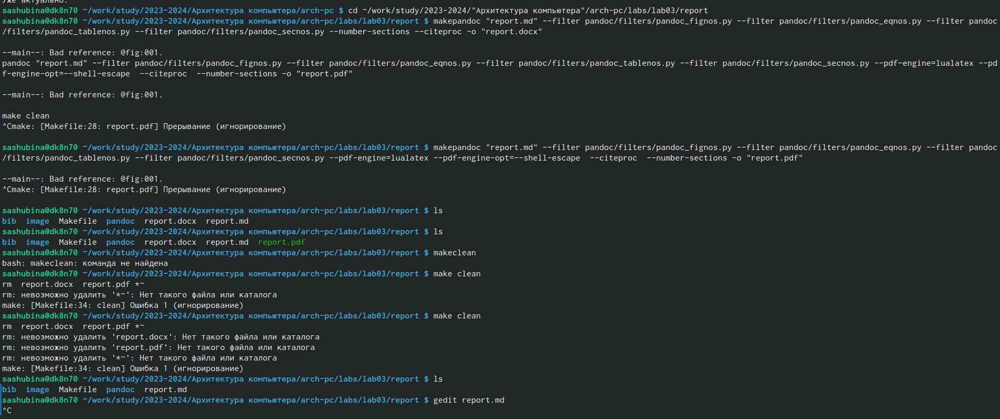 уже актуально.
sashubina@dk8n70 ~/work/study/2023-2024/Архитектура компьютера/arch-pc $ cd ~/work/study/2023-2024/"Архитектура компьютера"/arch-pc/labs/lab03/report
sashubina@dk8n70 ~/work/study/2023-2024/Архитектура компьютера/arch-pc/labs/lab03/report $ makepandoc "report.md" --filter pandoc/filters/pandoc_fignos.py --filter pandoc/filters/pandoc_eqnos.py --filter pandoc
/filters/pandoc_tablenos.py --filter pandoc/filters/pandoc_secnos.py --number-sections --citeproc -o "report.docx"
--main--: Bad reference: @fig:001.
pandoc "report.md" --filter pandoc/filters/pandoc_fignos.py --filter pandoc/filters/pandoc_eqnos.py --filter pandoc/filters/pandoc_tablenos.py --filter pandoc/filters/pandoc_secnos.py --pdf-engine=lualatex --pd
f-engine-opt=--shell-escape  --citeproc  --number-sections -o "report.pdf"
--main--: Bad reference: @fig:001.
make clean
^Cmake: [Makefile:28: report.pdf] Прерывание (игнорирование)
sashubina@dk8n70 ~/work/study/2023-2024/Архитектура компьютера/arch-pc/labs/lab03/report $ makepandoc "report.md" --filter pandoc/filters/pandoc_fignos.py --filter pandoc/filters/pandoc_eqnos.py --filter pandoc
/filters/pandoc_tablenos.py --filter pandoc/filters/pandoc_secnos.py --pdf-engine=lualatex --pdf-engine-opt=--shell-escape  --citeproc  --number-sections -o "report.pdf"
--main--: Bad reference: @fig:001.
^Cmake: [Makefile:28: report.pdf] Прерывание (игнорирование)
sashubina@dk8n70 ~/work/study/2023-2024/Архитектура компьютера/arch-pc/labs/lab03/report $ ls
bib  image  Makefile  pandoc  report.docx  report.md
sashubina@dk8n70 ~/work/study/2023-2024/Архитектура компьютера/arch-pc/labs/lab03/report $ ls
bib  image  Makefile  pandoc  report.docx  report.md  report.pdf
sashubina@dk8n70 ~/work/study/2023-2024/Архитектура компьютера/arch-pc/labs/lab03/report $ makeclean
bash: makeclean: команда не найдена
sashubina@dk8n70 ~/work/study/2023-2024/Архитектура компьютера/arch-pc/labs/lab03/report $ make clean
rm  report.docx  report.pdf *~
rm: невозможно удалить '*~': Нет такого файла или каталога
make: [Makefile:34: clean] Ошибка 1 (игнорирование)
sashubina@dk8n70 ~/work/study/2023-2024/Архитектура компьютера/arch-pc/labs/lab03/report $ make clean
rm  report.docx  report.pdf *~
rm: невозможно удалить 'report.docx': Нет такого файла или каталога
rm: невозможно удалить 'report.pdf': Нет такого файла или каталога
rm: невозможно удалить '*~': Нет такого файла или каталога
make: [Makefile:34: clean] Ошибка 1 (игнорирование)
sashubina@dk8n70 ~/work/study/2023-2024/Архитектура компьютера/arch-pc/labs/lab03/report $ ls
bib  image  Makefile  pandoc  report.md
sashubina@dk8n70 ~/work/study/2023-2024/Архитектура компьютера/arch-pc/labs/lab03/report $ gedit report.md
^C